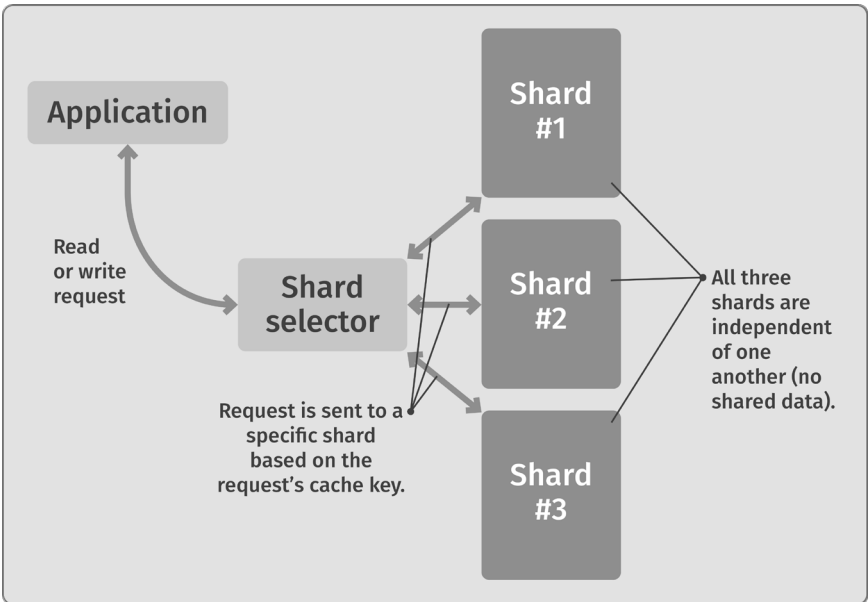 Application
Read
or write
request
Shard
selector
Request is sent to a
specific shard
based on the
request’s cache key.
Shard
#1
Shard
#2
Shard
#3
All three
shards are
independent
of one
another (no
shared data).